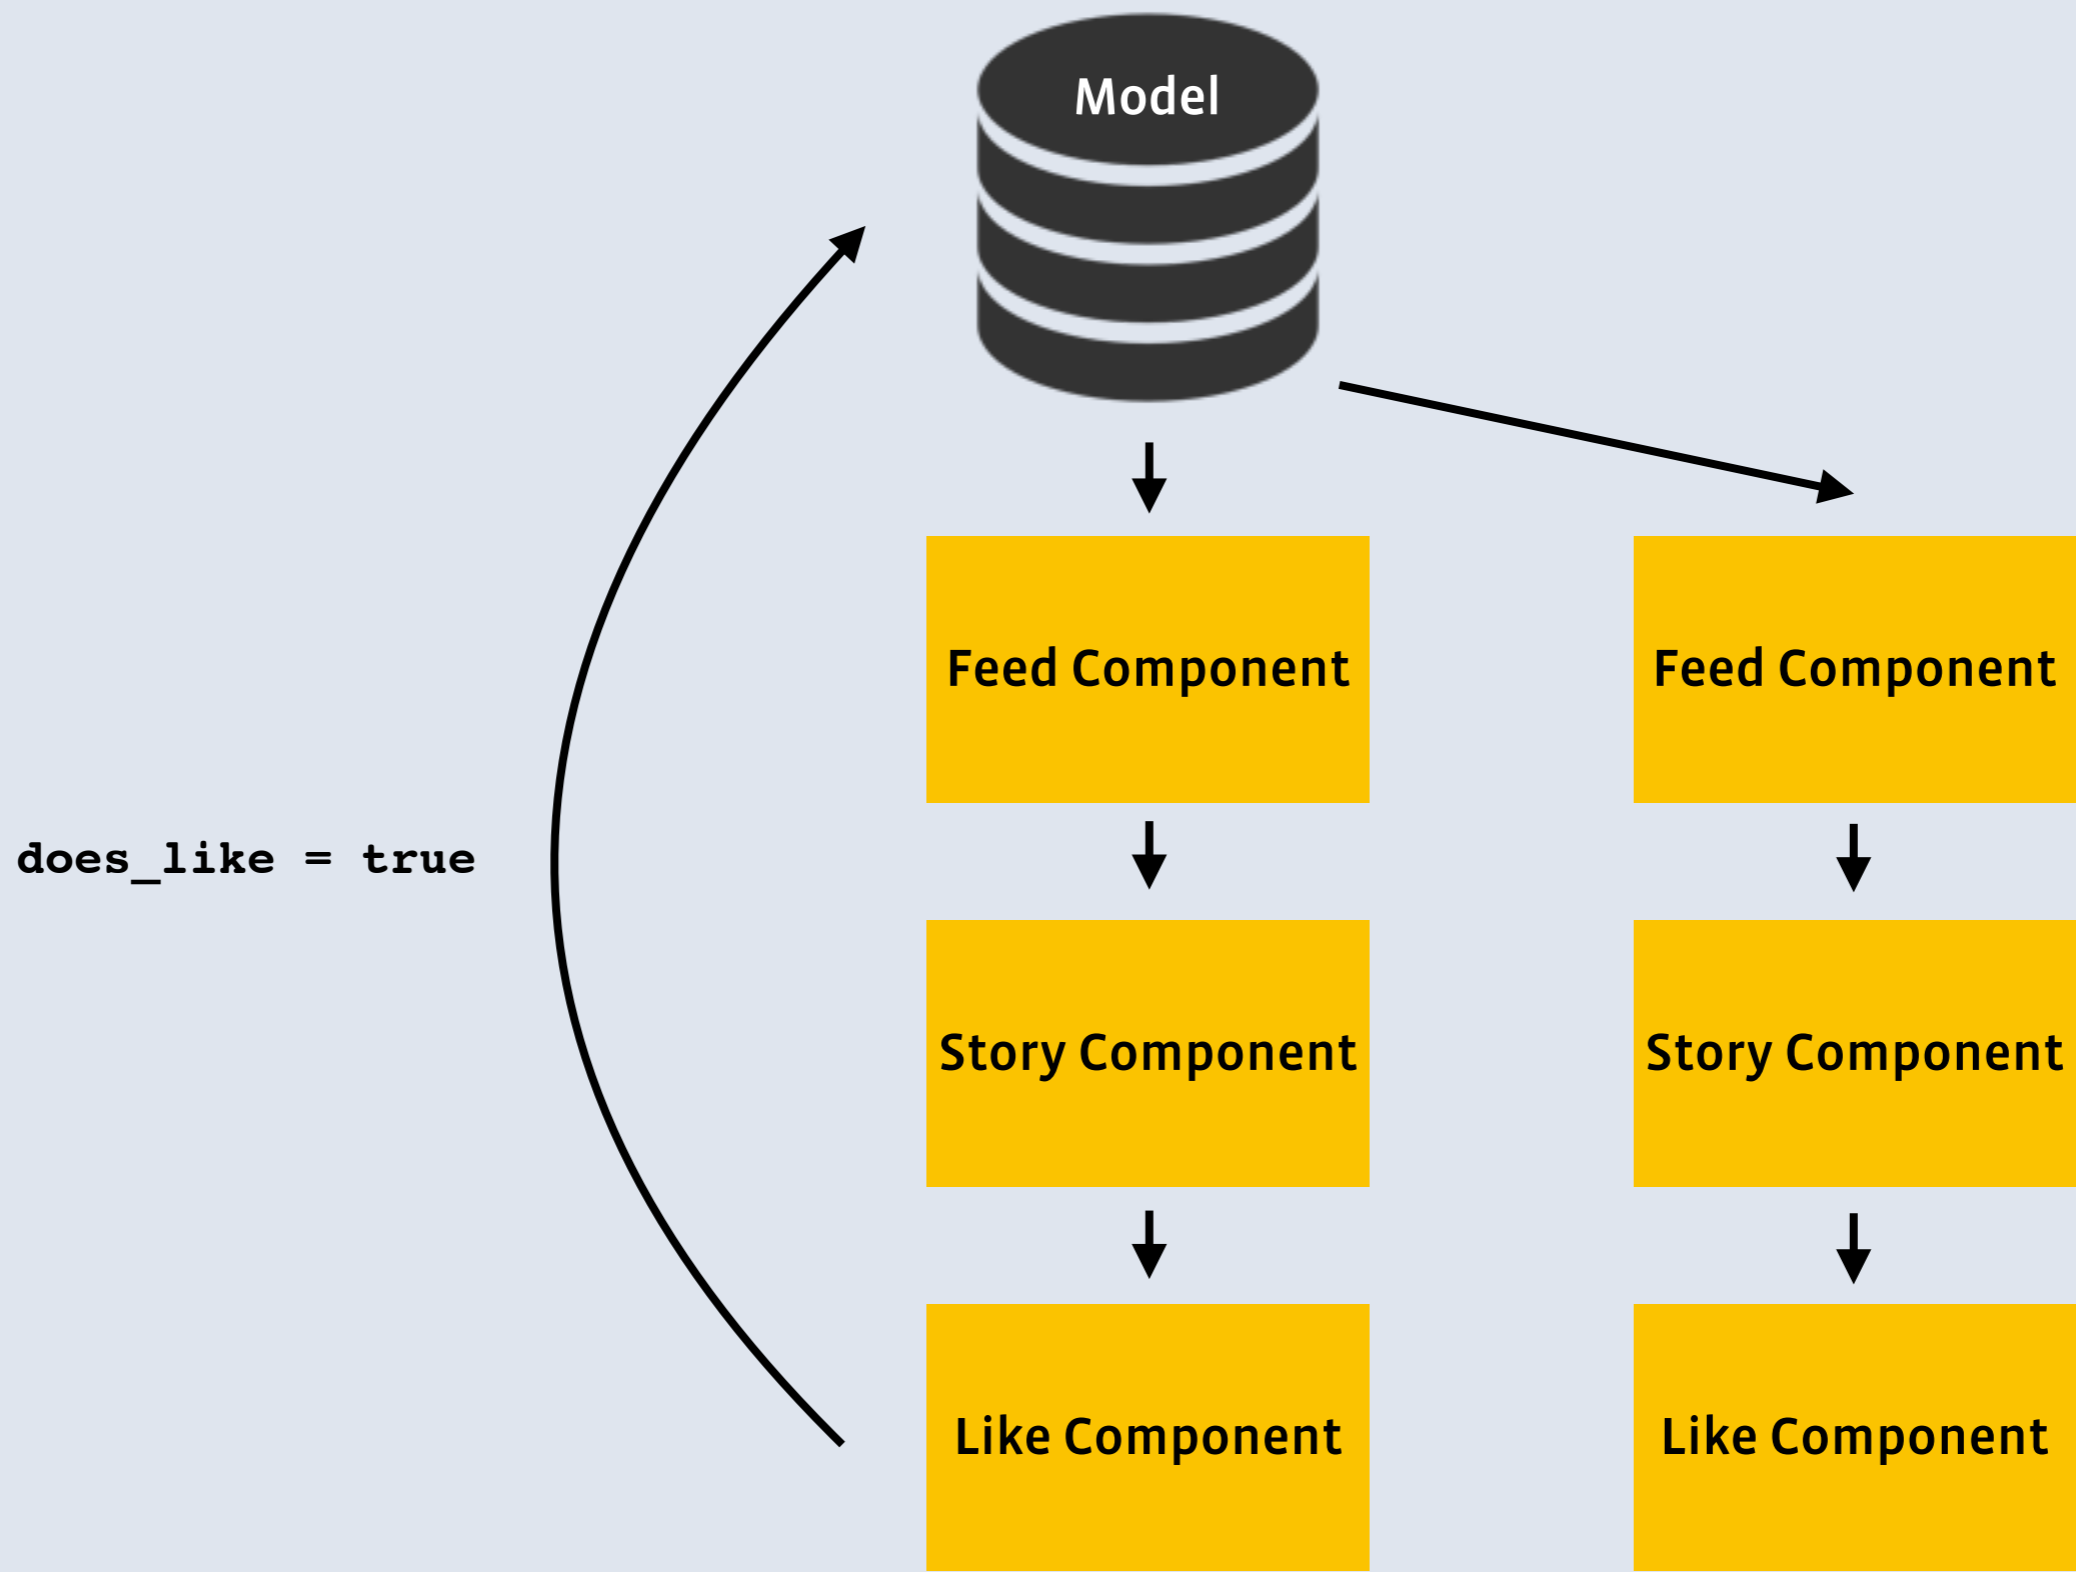 Model
Feed Component
Feed Component
does_like = true
Story Component
Story Component
Like Component
Like Component